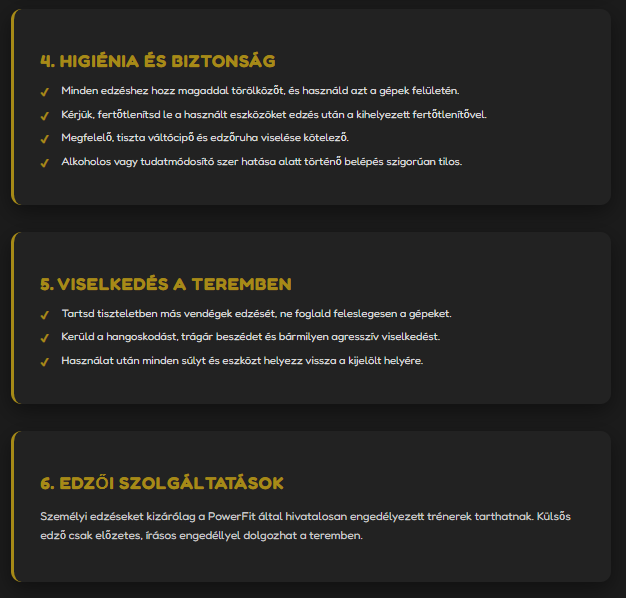 4. HIGIÉNIA ÉS BIZTONSÁG
✔ Minden edzéshez hozz magaddal törölközőt, és használd azt a gépek felületén.
✔ Kérjük, fertőtlenítsd le a használt eszközöket edzés után a kihelyezett fertőtlenítővel.
✔ Megfelelő, tiszta váltócipő és edzőruha viselése kötelező.
✔ Alkoholos vagy tudatmódosító szer hatása alatt történő belépés szigorúan tilos.
5. VISELKEDÉS A TEREMBEN
✔ Tartsd tiszteletben más vendégek edzését, ne foglald feleslegesen a gépeket.
✔ Kerüld a hangoskodást, trágár beszédet és bármilyen agresszív viselkedést.
✔ Használat után minden súlyt és eszközt helyezz vissza a kijelölt helyére.
6. EDZŐI SZOLGÁLTATÁSOK
Személyi edzéseket kizárólag a PowerFit által hivatalosan engedélyezett trénerek tarthatnak. Külsős
edző csak előzetes, írásos engedéllyel dolgozhat a teremben.